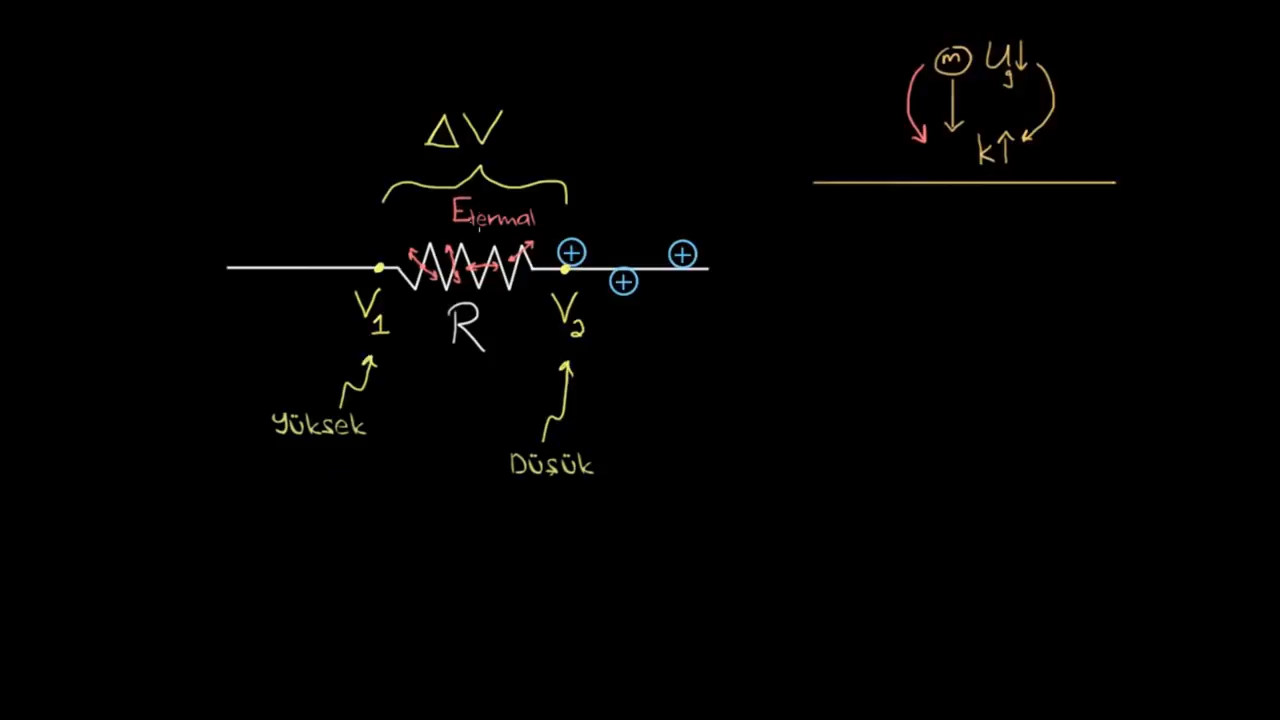 m Ug↓
k↑
ΔV
Etermal
+ +
+
V1 V2
R
Yüksek
Düşük